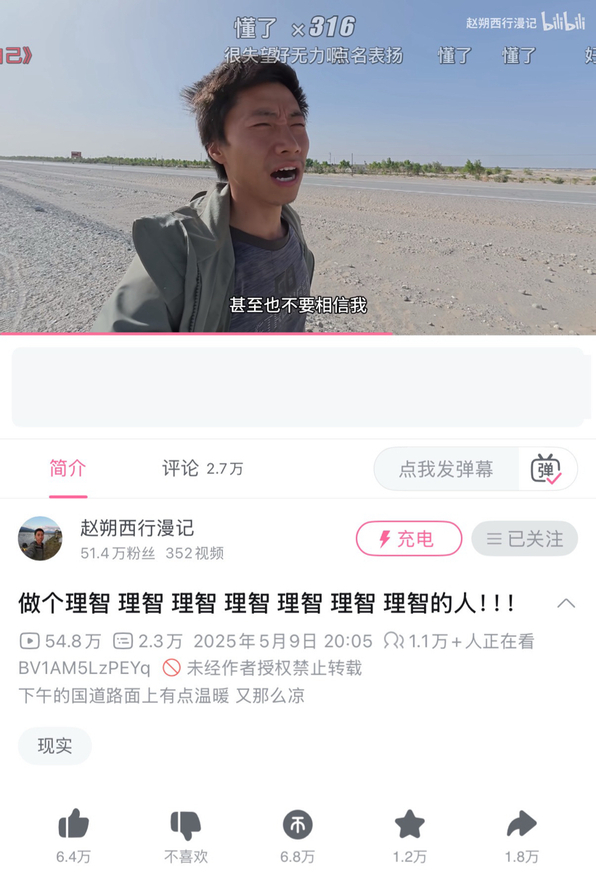 懂了 ×316
赵朔西行漫记 bilibili
自己》
很失望好无力啊点名表扬 懂了 懂了
甚至也不要相信我
简介 评论 2.7万 点我发弹幕 弹
赵朔西行漫记
51.4万粉丝 352视频
充电 已关注
做个理智 理智 理智 理智 理智 理智 理智的人！！！
54.8万 2.3万 2025年5月9日 20:05 1.1万+人正在看
BV1AM5LzPEYq 未经作者授权禁止转载
下午的国道路面上有点温暖 又那么凉
现实
6.4万 不喜欢 6.8万 1.2万 1.8万